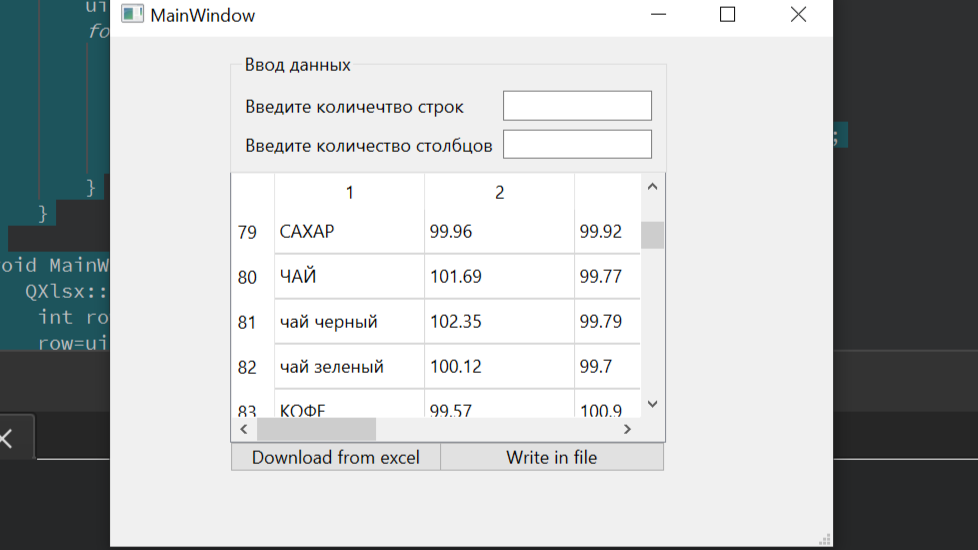 ui
fo
MainWindow
Ввод данных
Введите количечтво строк
Введите количество столбцов
;
1 2
79 САХАР 99.96 99.92
80 ЧАЙ 101.69 99.77
81 чай черный 102.35 99.79
82 чай зеленый 100.12 99.7
83 КОФЕ 99.57 100.9
}
}
oid MainW
QXlsx::
int ro
row=ui
Download from excel Write in file